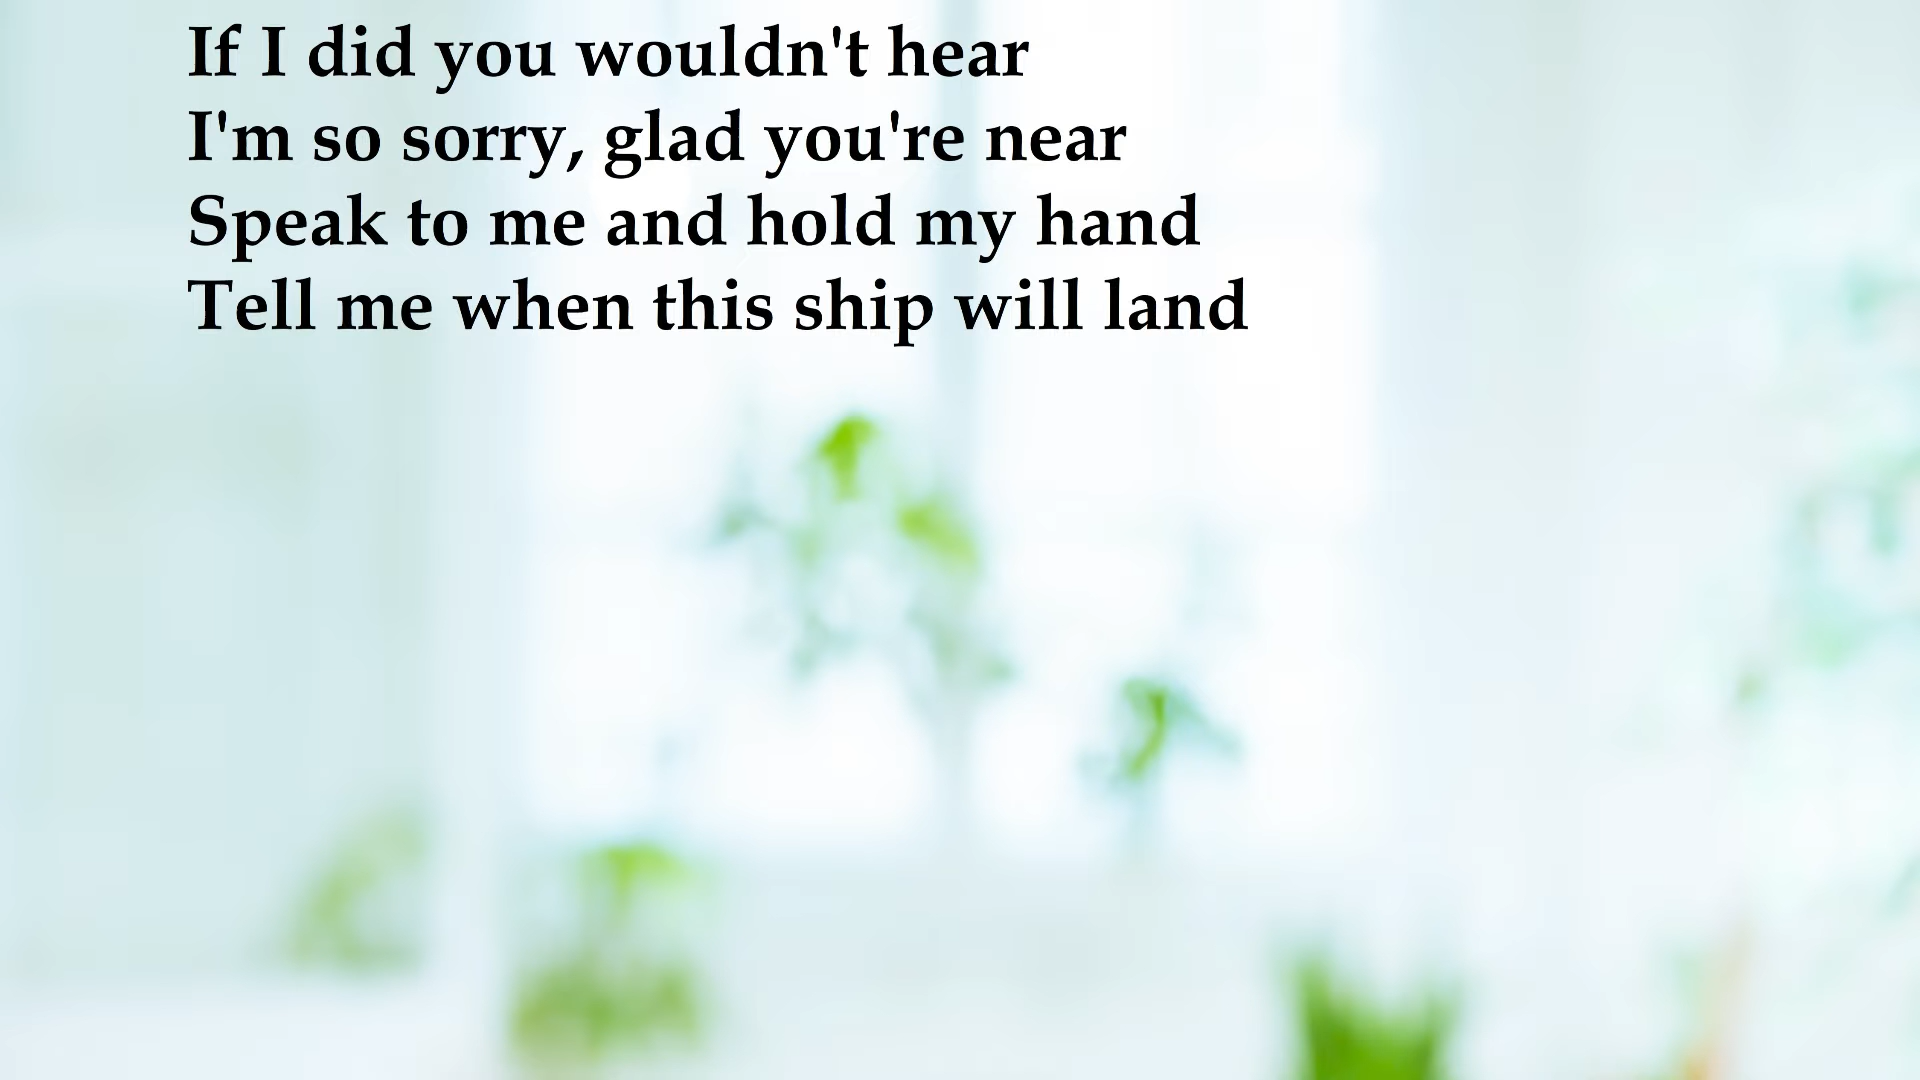 If I did you wouldn't hear
I'm so sorry, glad you're near
Speak to me and hold my hand
Tell me when this ship will land